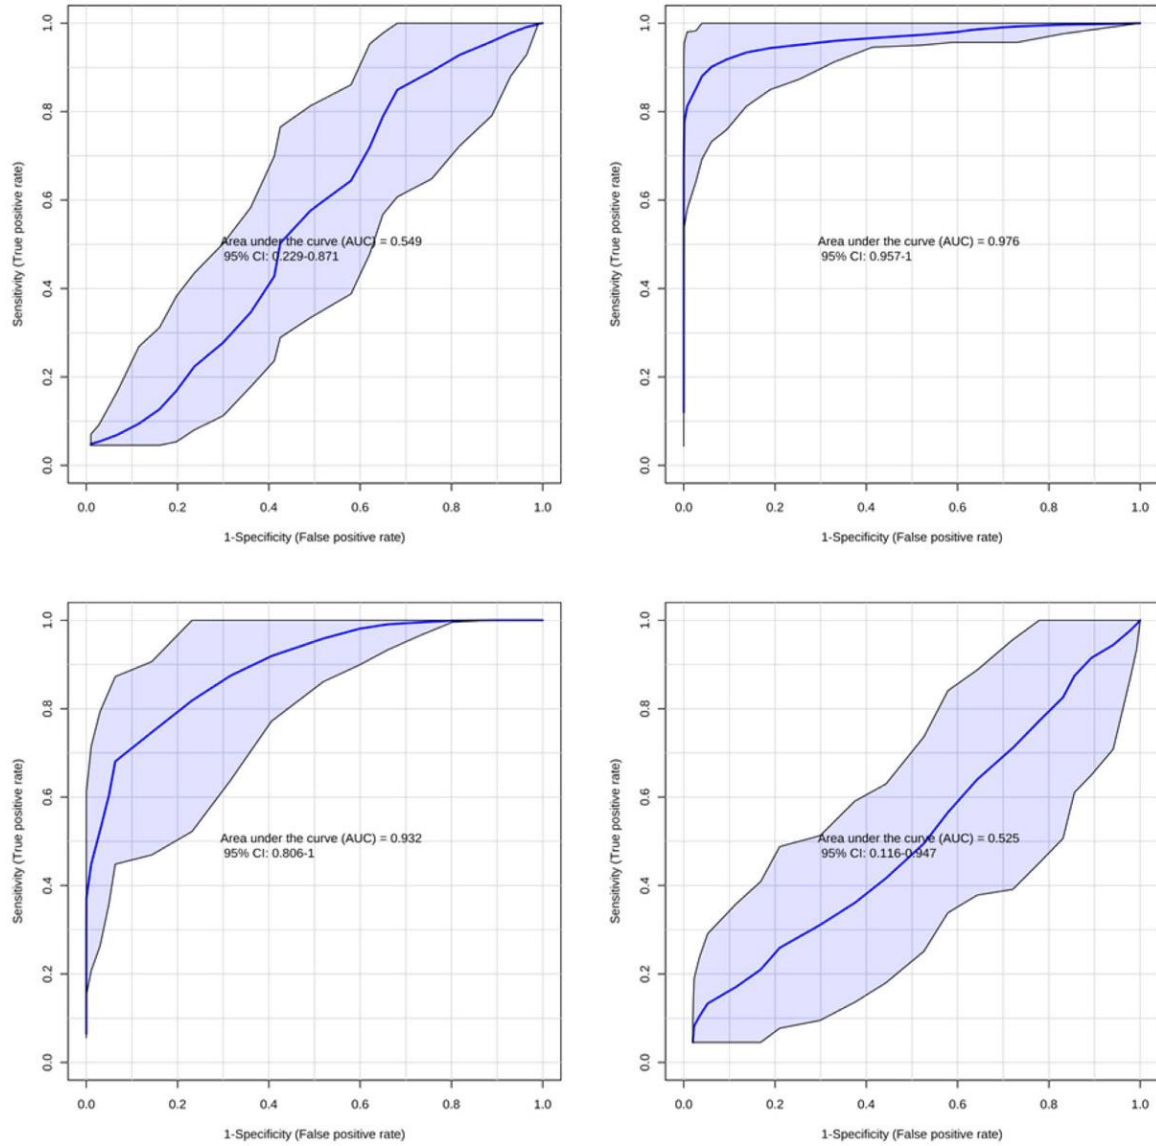 1.0
0.8
0.6
0.4
0.2
0.0
Sensitivity (True positive rate)
Area under the curve (AUC) = 0.549
95% CI: 0.229-0.871
0.0 0.2 0.4 0.6 0.8 1.0
1-Specificity (False positive rate)
1.0
0.8
0.6
0.4
0.2
0.0
Sensitivity (True positive rate)
Area under the curve (AUC) = 0.976
95% CI: 0.957-1
0.0 0.2 0.4 0.6 0.8 1.0
1-Specificity (False positive rate)
1.0
0.8
0.6
0.4
0.2
0.0
Sensitivity (True positive rate)
Area under the curve (AUC) = 0.932
95% CI: 0.806-1
0.0 0.2 0.4 0.6 0.8 1.0
1-Specificity (False positive rate)
1.0
0.8
0.6
0.4
0.2
0.0
Sensitivity (True positive rate)
Area under the curve (AUC) = 0.525
95% CI: 0.116-0.947
0.0 0.2 0.4 0.6 0.8 1.0
1-Specificity (False positive rate)